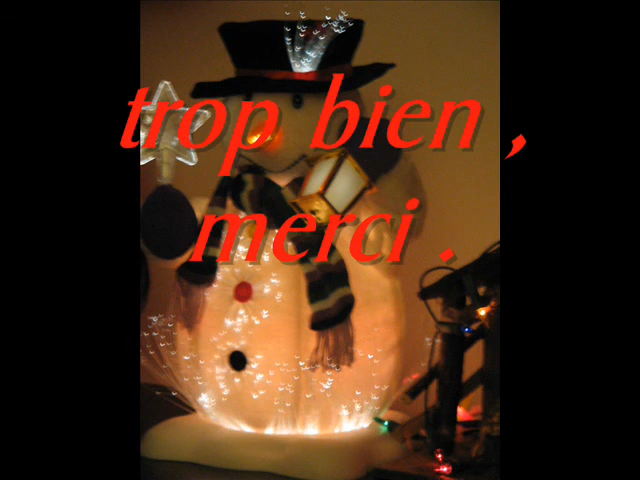 trop bien ,
merci .